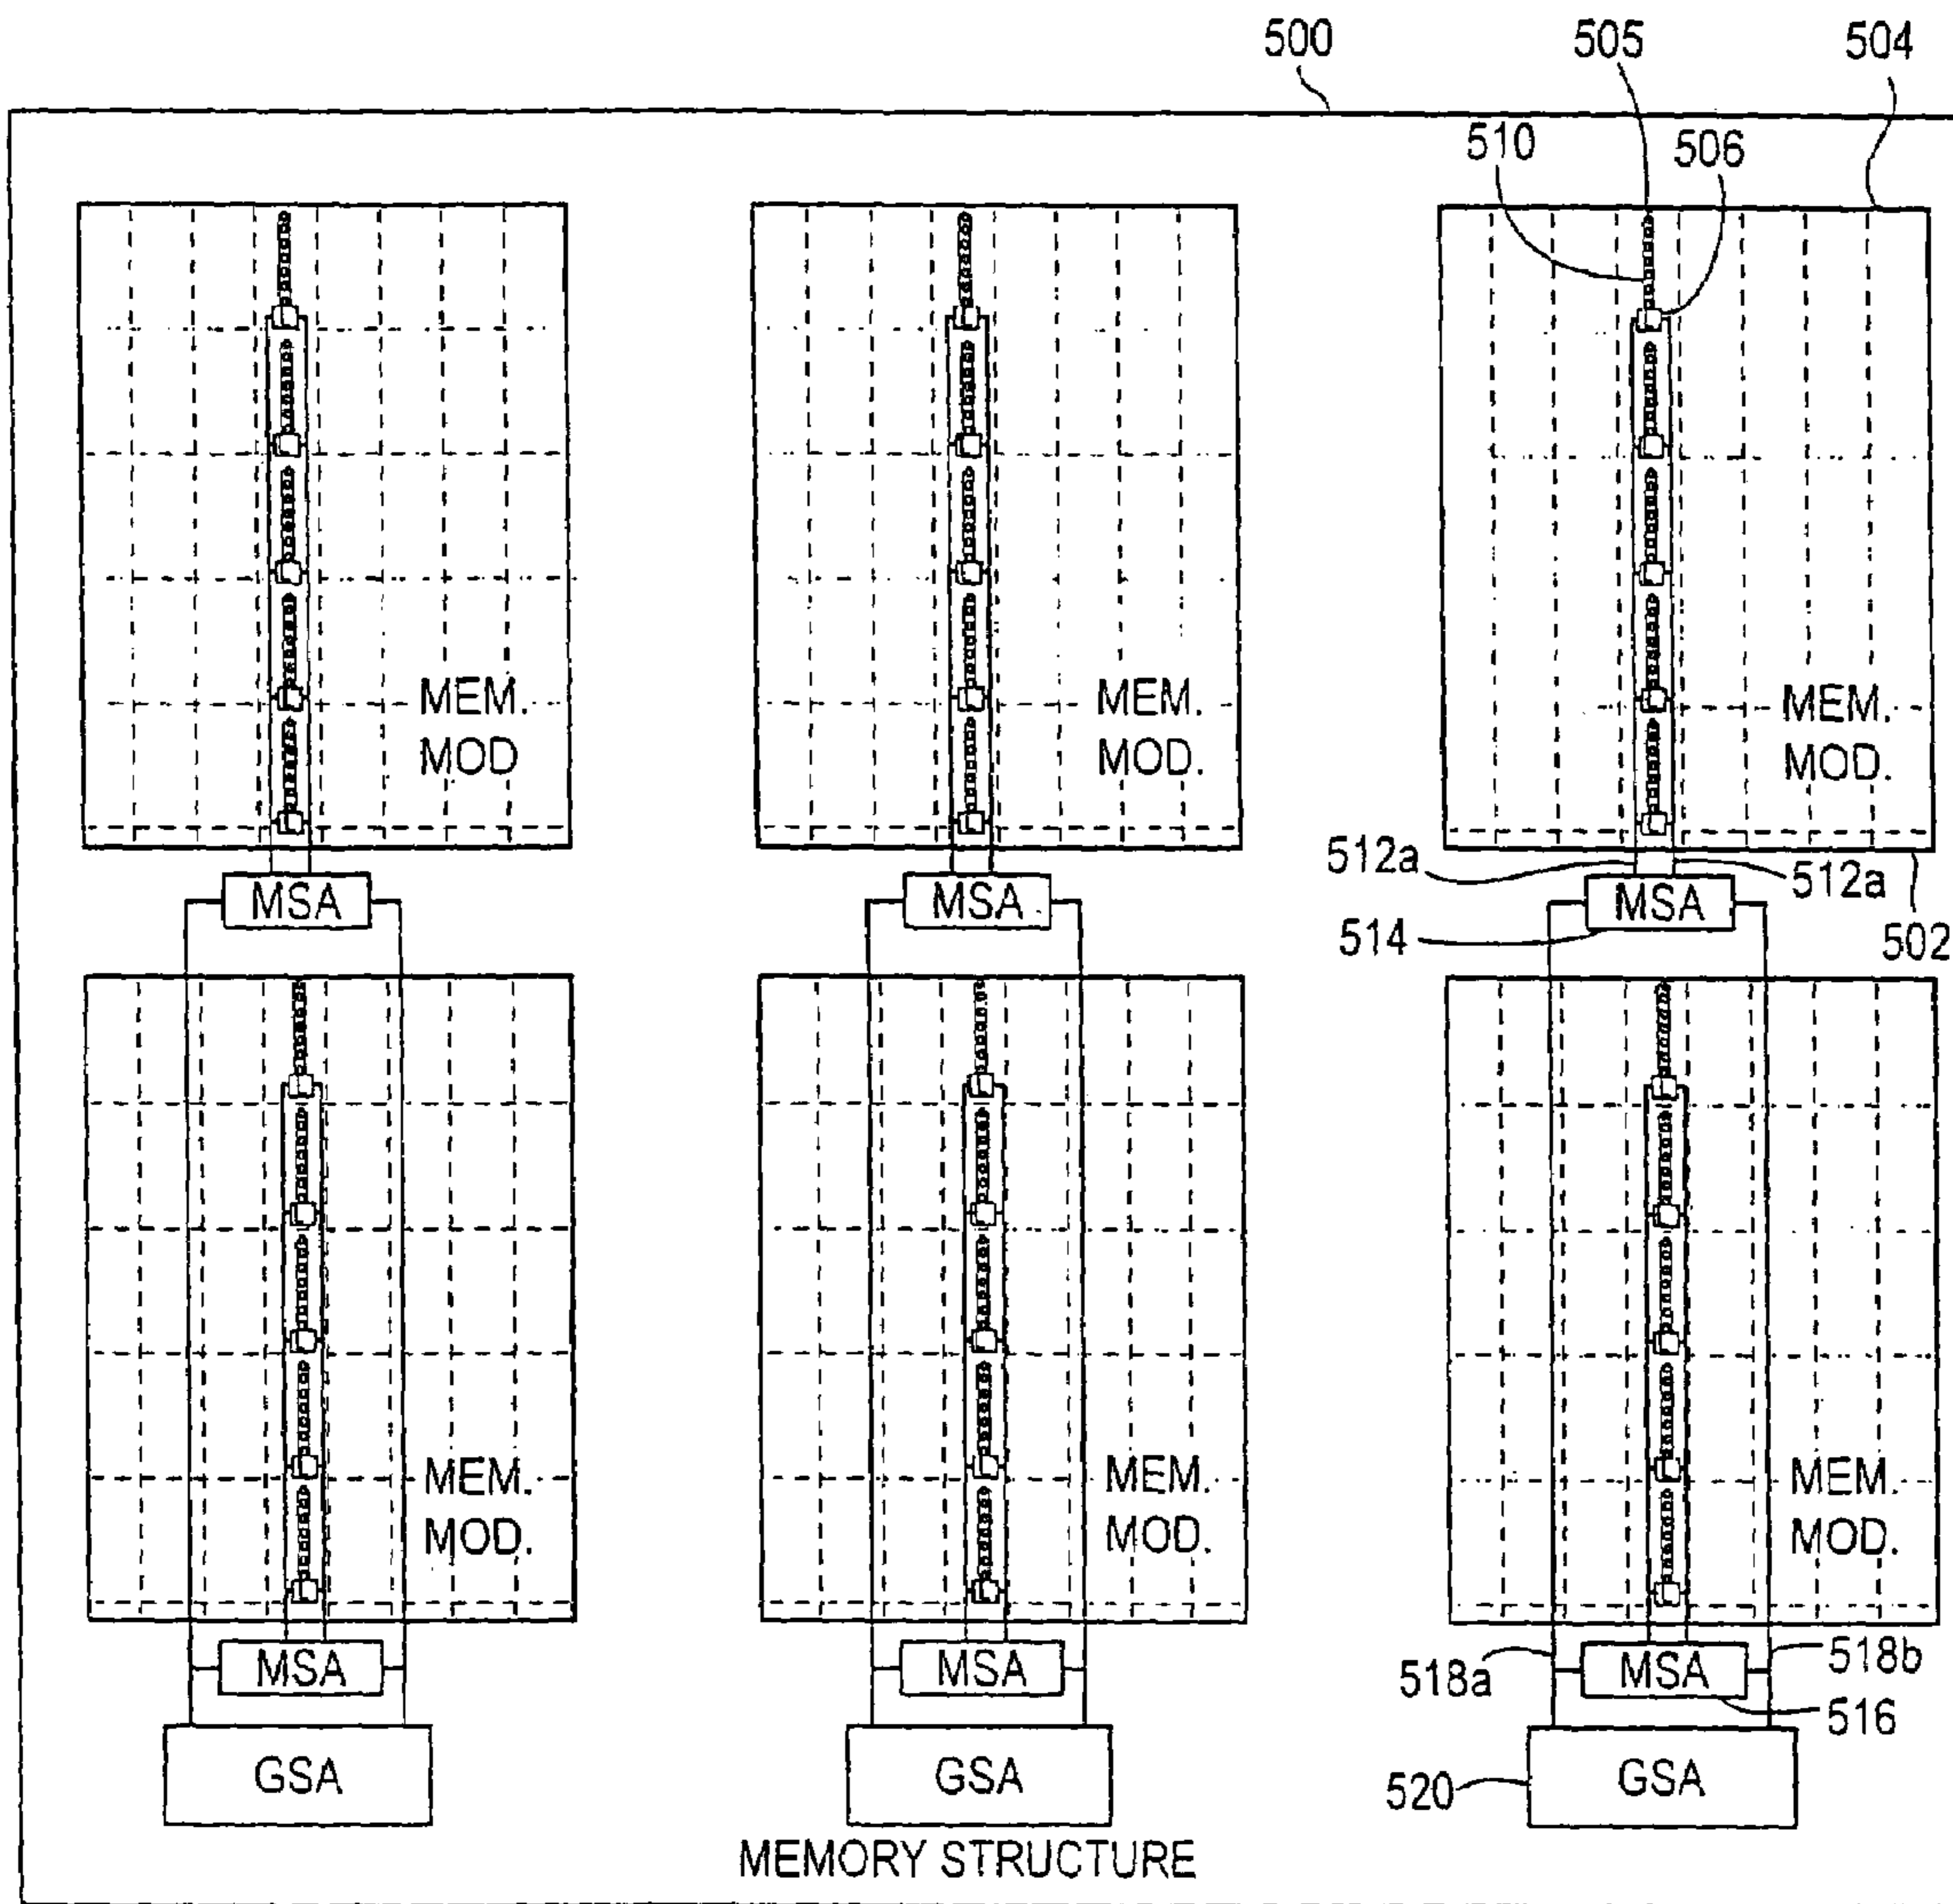 500
505
504
510
506
MEM.
MOD
MEM.
MOD.
MEM.
MOD.
512a
512a
MSA
MSA
MSA
514
502
MEM.
MOD.
MEM.
MOD.
MEM.
MOD.
518a
518b
MSA
MSA
MSA
516
GSA
GSA
520
GSA
MEMORY STRUCTURE